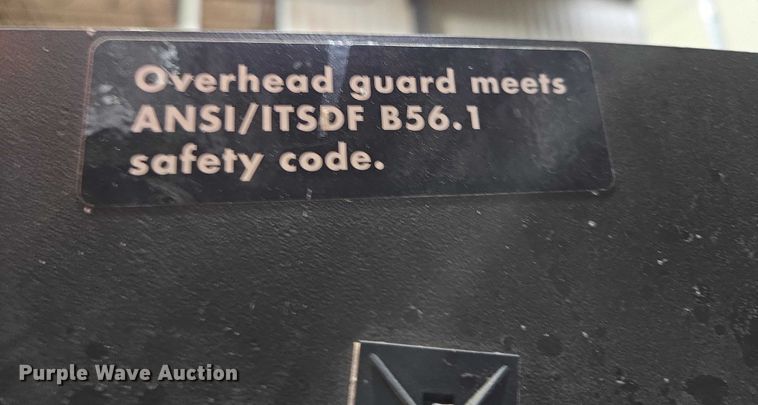 Overhead guard meets
ANSI/ITSDF B56.1
safety code.
Purple Wave Auction